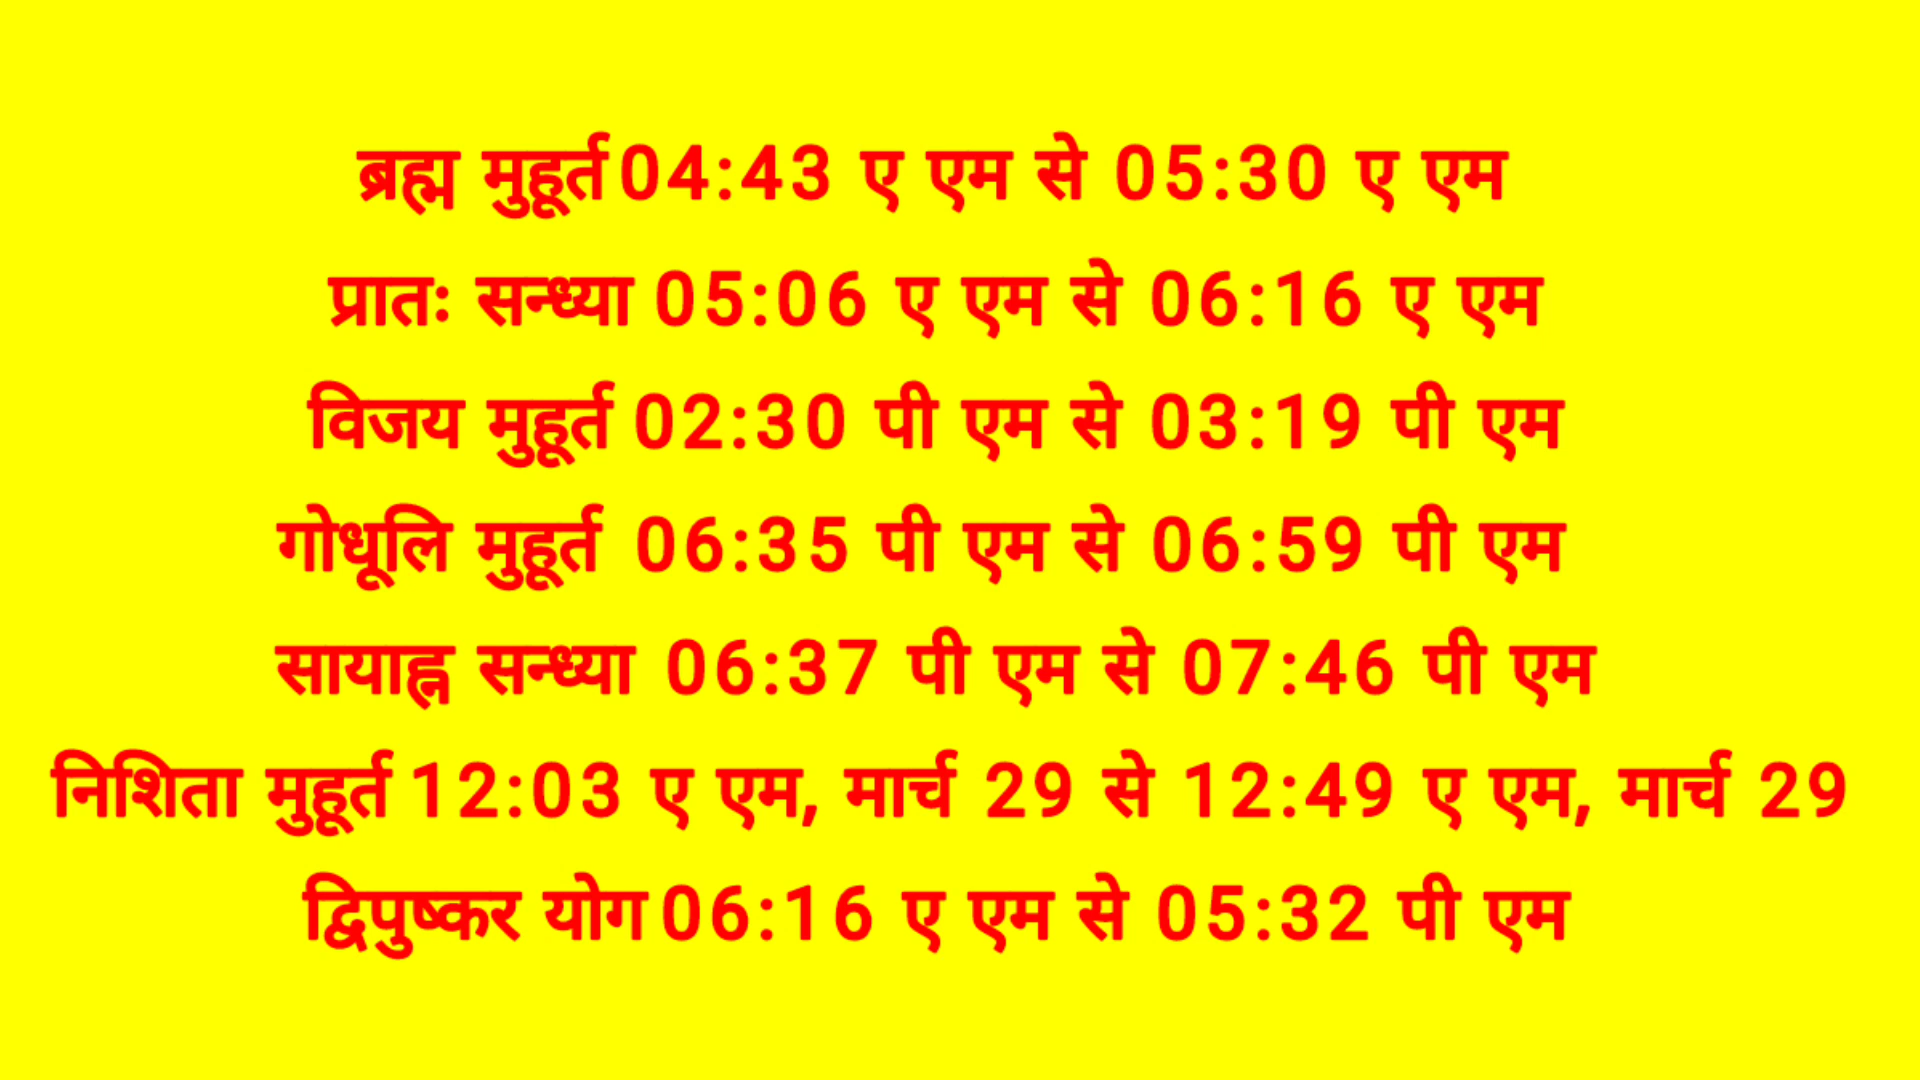 ब्रह्म मुहूर्त 04:43 ए एम से 05:30 ए एम
प्रातः सन्ध्या 05:06 ए एम से 06:16 ए एम
विजय मुहूर्त 02:30 पी एम से 03:19 पी एम
गोधूलि मुहूर्त 06:35 पी एम से 06:59 पी एम
सायाह्न सन्ध्या 06:37 पी एम से 07:46 पी एम
निशिता मुहूर्त 12:03 ए एम, मार्च 29 से 12:49 ए एम, मार्च 29
द्विपुष्कर योग 06:16 ए एम से 05:32 पी एम